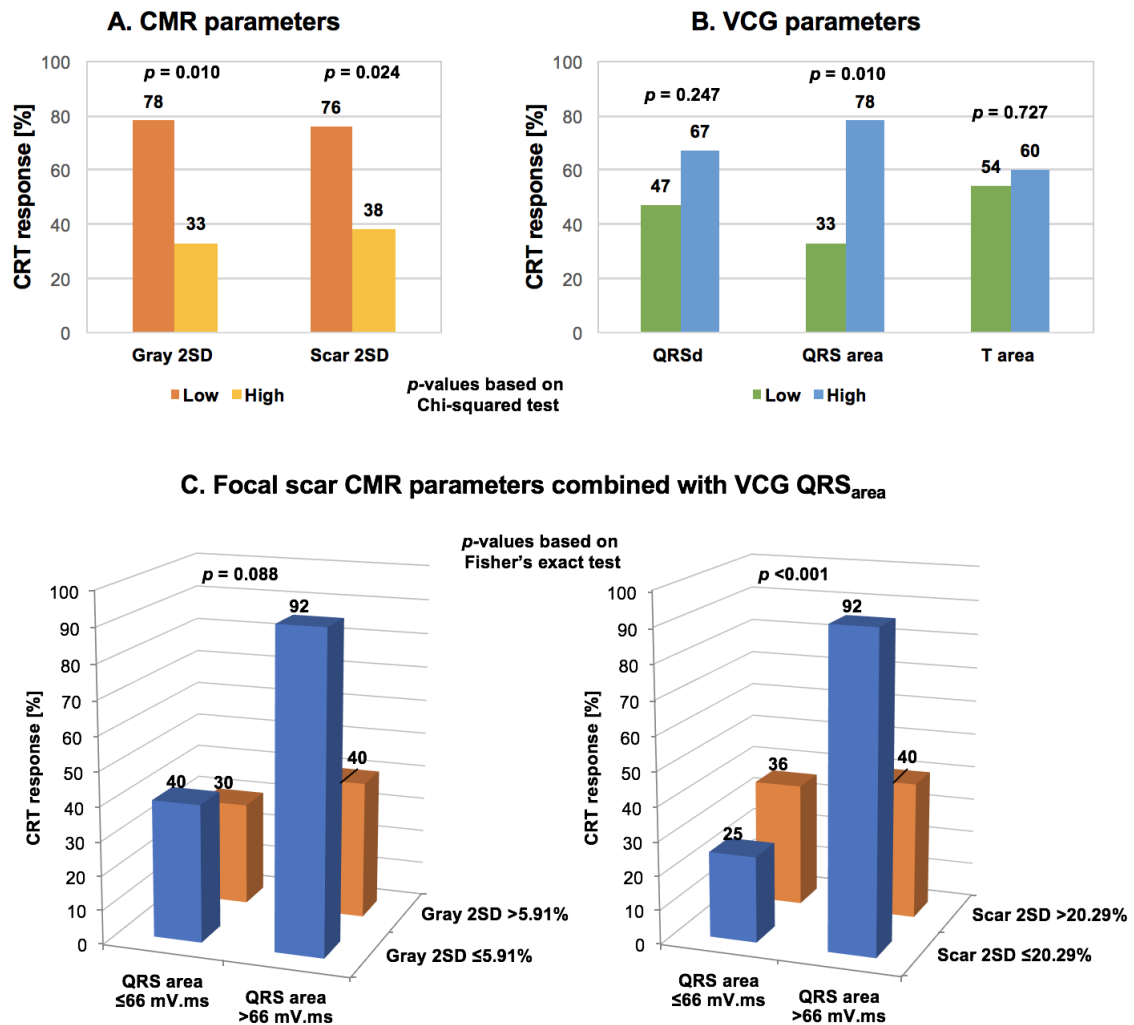 A. CMR parameters
CRT response [%]
100
80
60
40
20
0
p = 0.010
p = 0.024
78
33
76
38
Gray 2SD
Scar 2SD
Low High
B. VCG parameters
CRT response [%]
100
80
60
40
20
0
p = 0.247
p = 0.010
p = 0.727
47
67
33
78
54
60
QRSd
QRS area
T area
Low High
p-values based on
Chi-squared test
C. Focal scar CMR parameters combined with VCG QRSarea
p-values based on
Fisher's exact test
CRT response [%]
100
90
80
70
60
50
40
30
20
10
0
p = 0.088
40
30
92
40
Gray 2SD >5.91%
Gray 2SD ≤5.91%
QRS area
≤66 mV.ms
QRS area
>66 mV.ms
CRT response [%]
100
90
80
70
60
50
40
30
20
10
0
p <0.001
25
36
92
40
Scar 2SD >20.29%
Scar 2SD ≤20.29%
QRS area
≤66 mV.ms
QRS area
>66 mV.ms